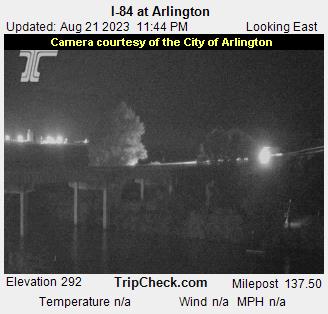 I-84 at Arlington
Updated: Aug 21 2023 11:44 PM Looking East
Camera courtesy of the City of Arlington
Elevation 292 TripCheck.com Milepost 137.50
Temperature n/a Wind n/a MPH n/a